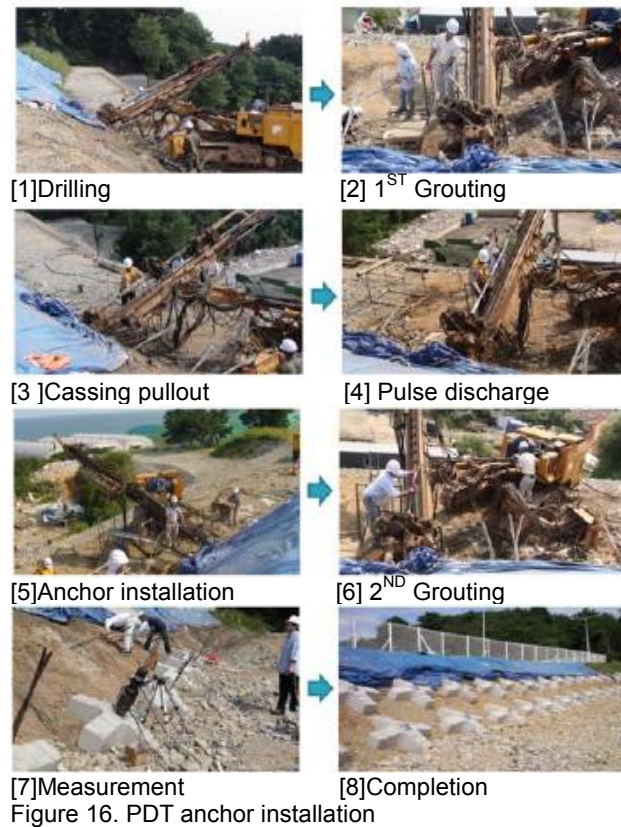 [1]Drilling
[2] 1ST Grouting
[3 ]Cassing pullout
[4] Pulse discharge
[5]Anchor installation
[6] 2ND Grouting
[7]Measurement
[8]Completion
Figure 16. PDT anchor installation